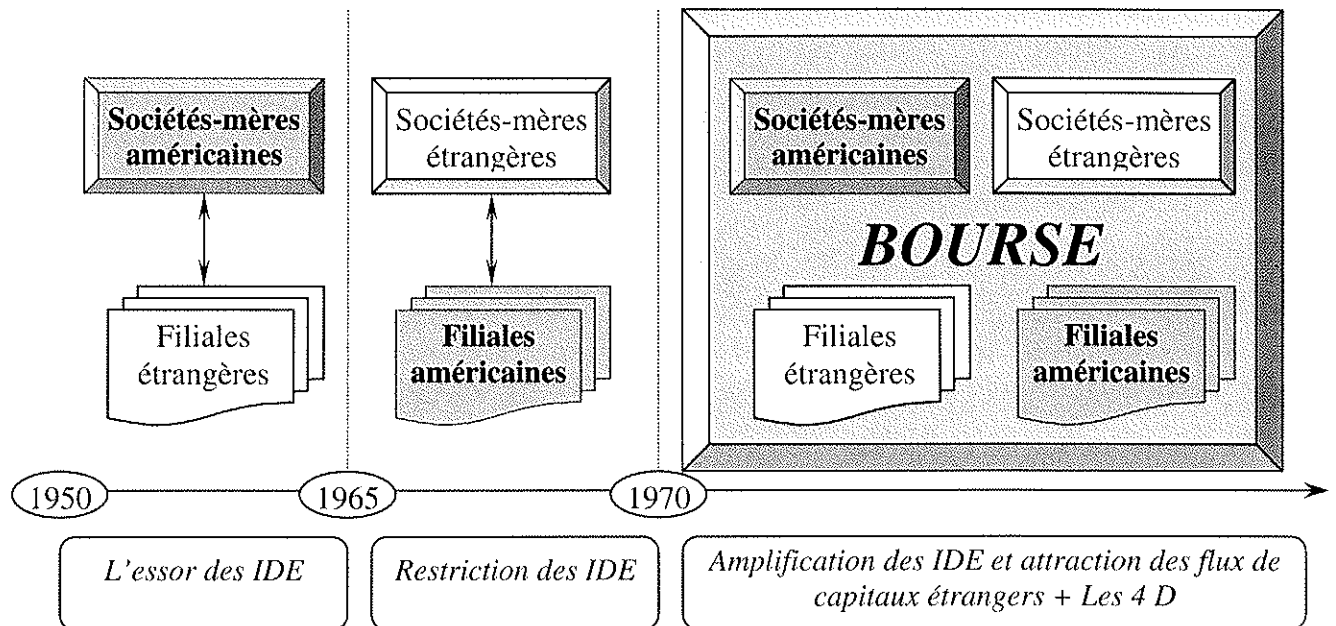 Sociétés-mères
américaines
Sociétés-mères
étrangères
Sociétés-mères
américaines
Sociétés-mères
étrangères
BOURSE
Filiales
étrangères
Filiales
américaines
Filiales
étrangères
Filiales
américaines
1950
1965
1970
L'essor des IDE
Restriction des IDE
Amplification des IDE et attraction des flux de
capitaux étrangers + Les 4 D